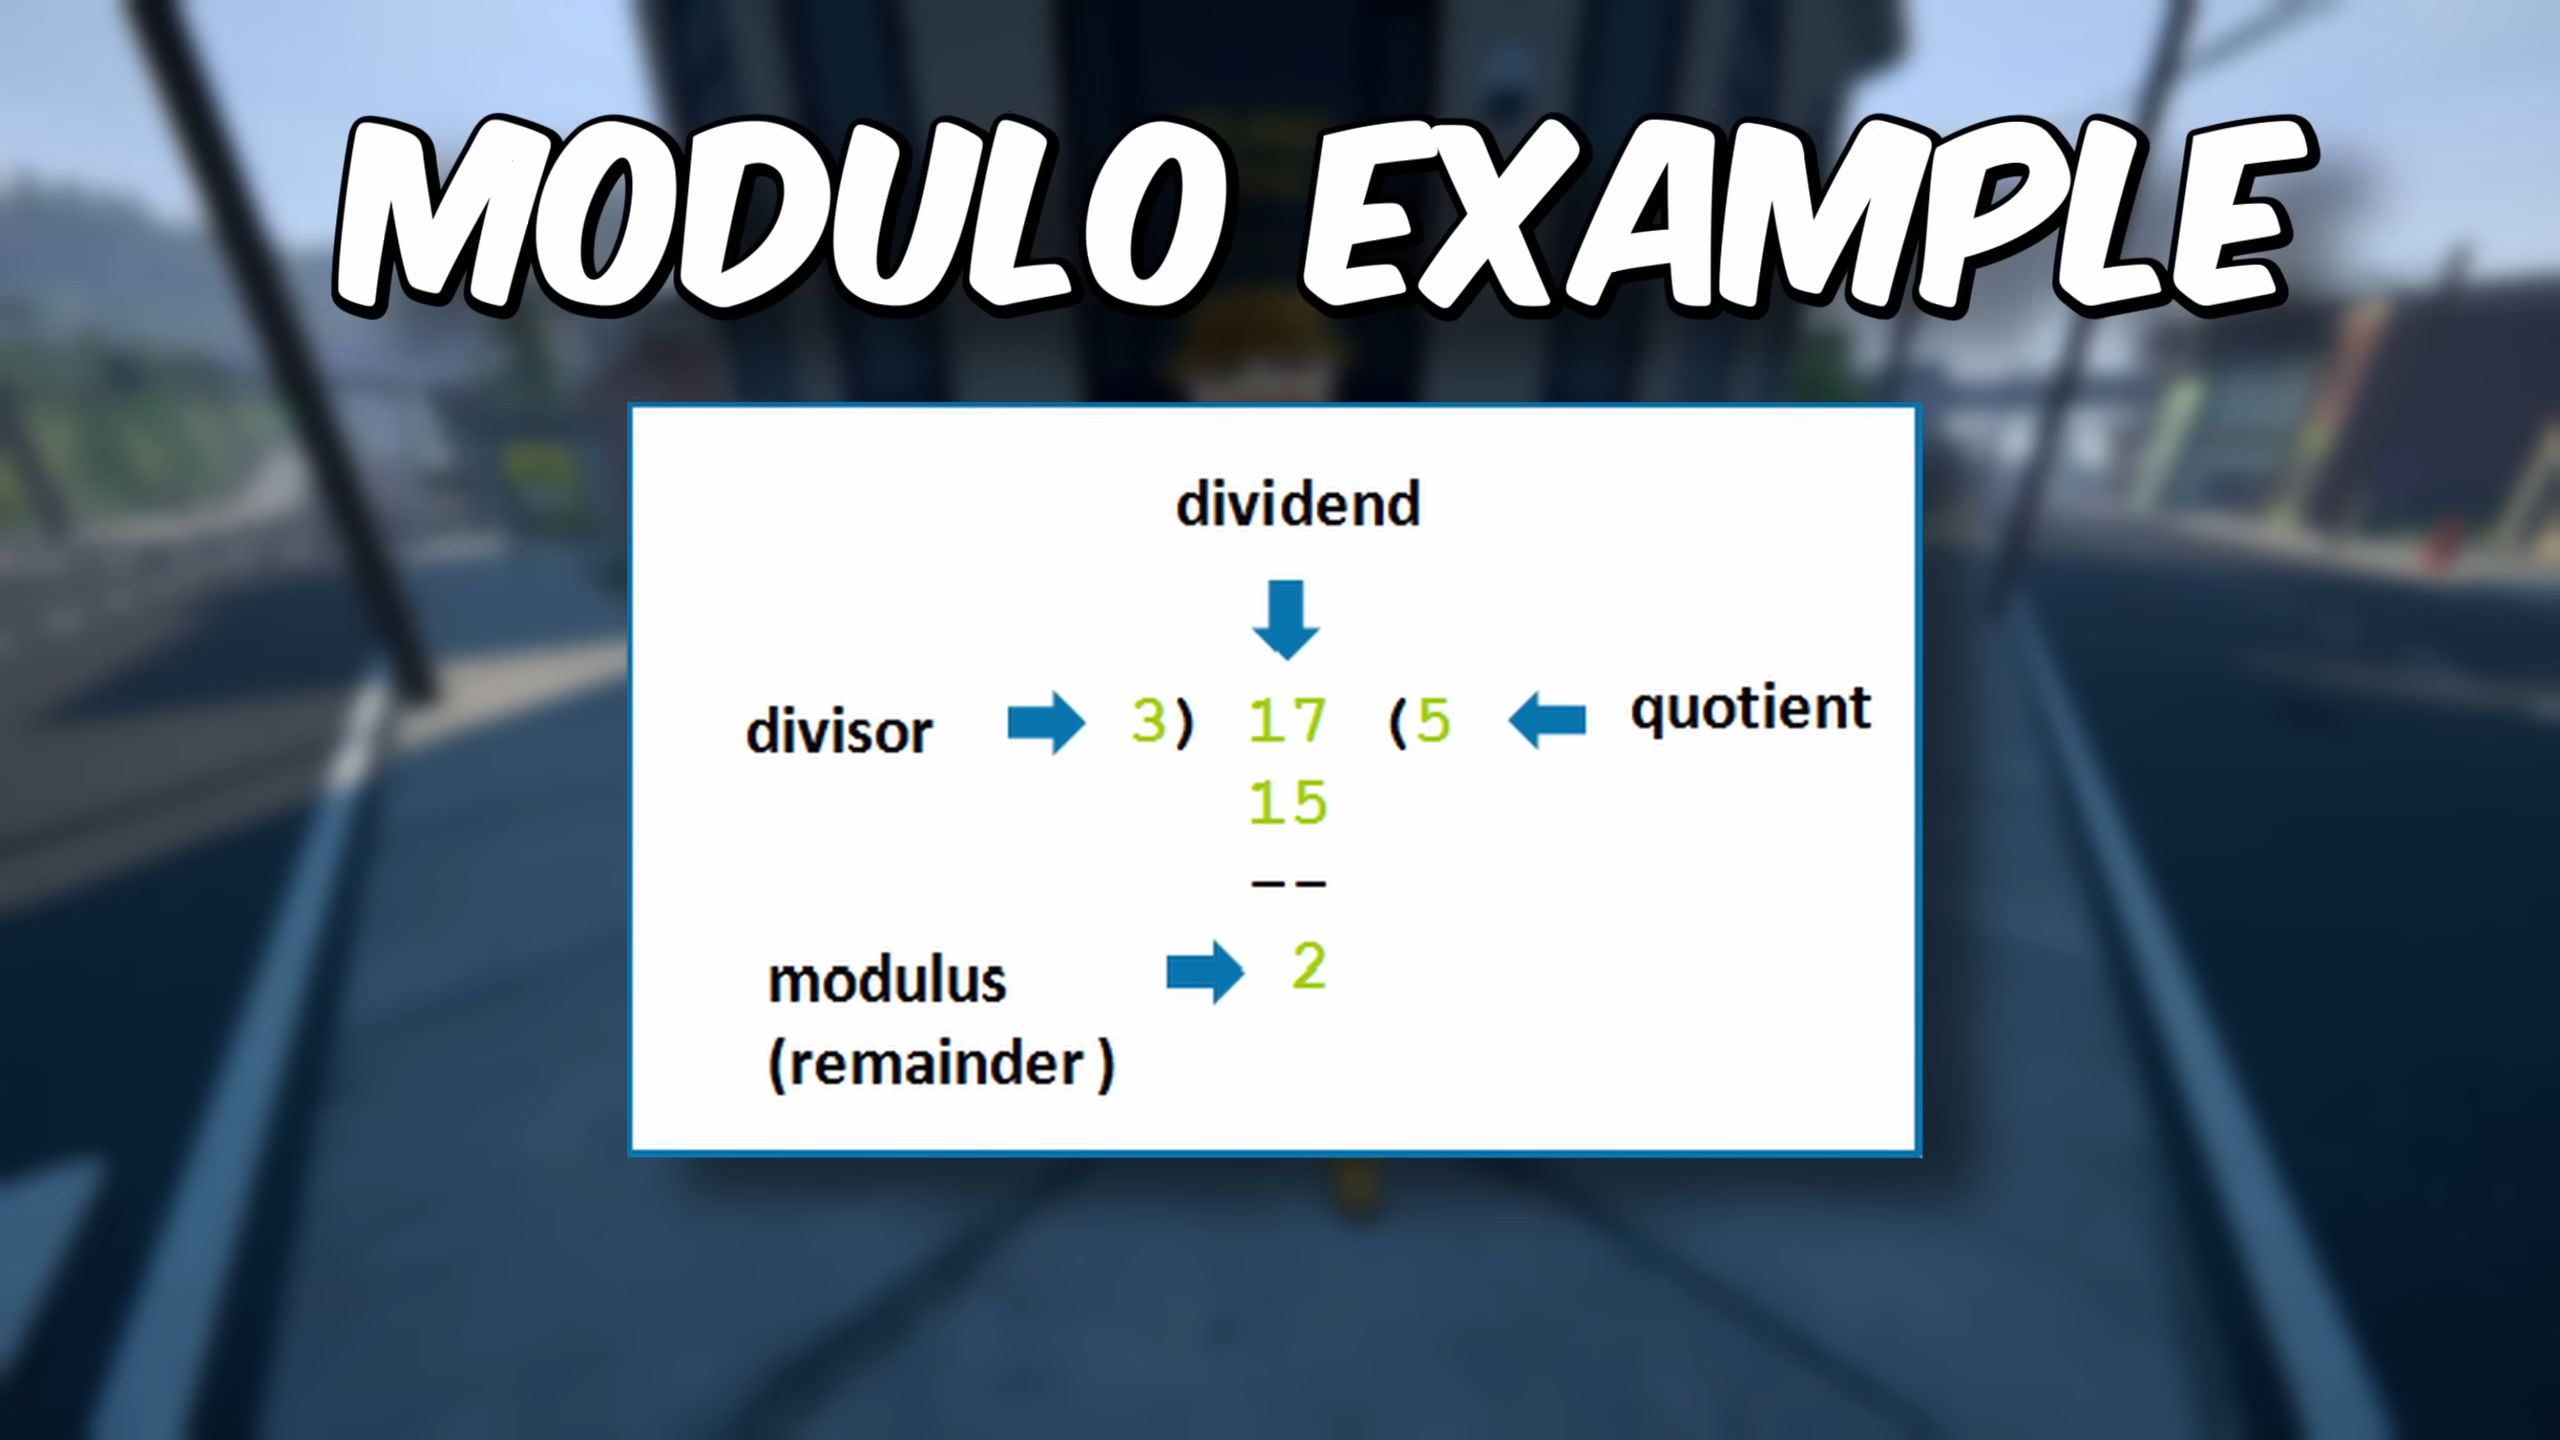 MODULO EXAMPLE
dividend
divisor 3) 17 (5 quotient
15
--
modulus 2
(remainder )